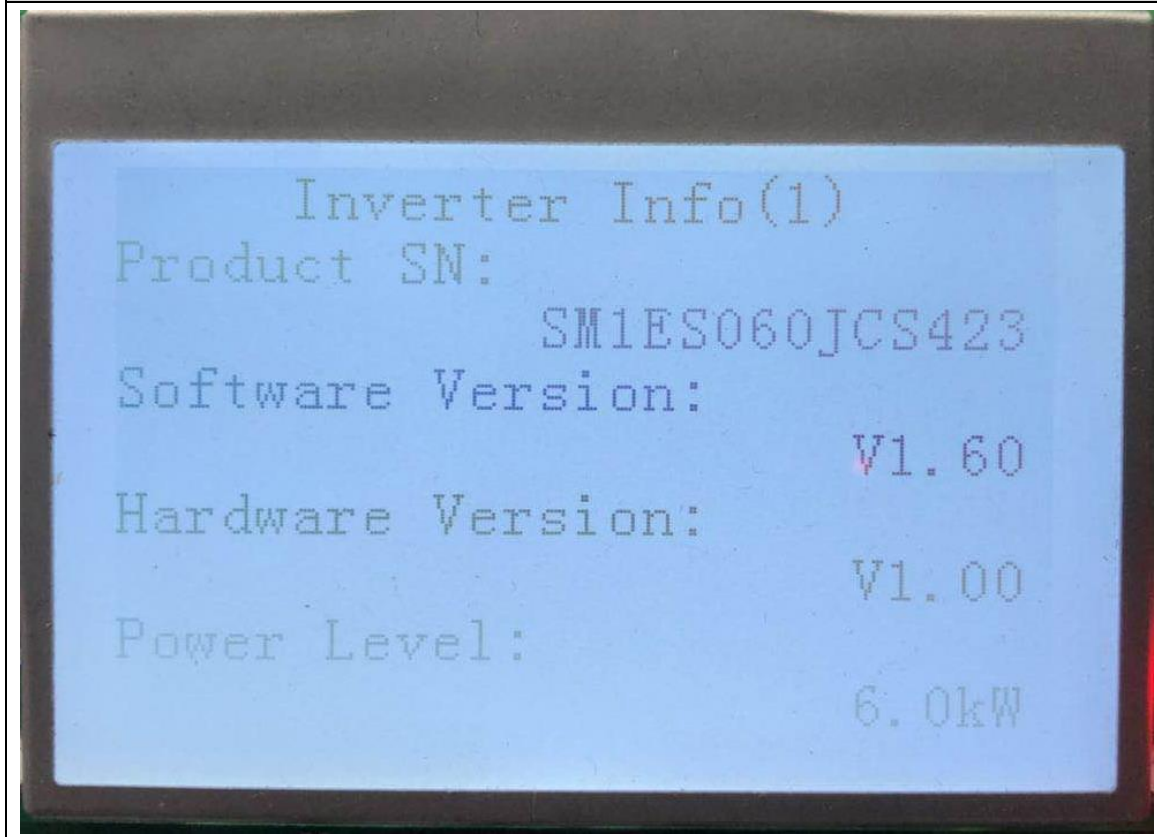 Inverter Info(1)
Product SN:
SM1ES060JCS423
Software Version:
V1.60
Hardware Version:
V1.00
Power Level:
6.0kW